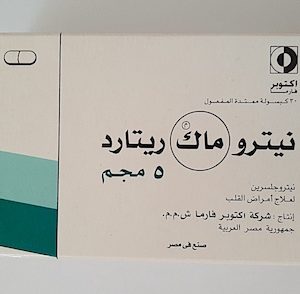 اكتوبر
فارما
٣٠ كبسولة ممتدة المفعول
نيترو ماك ريتارد
٥ مجم
نيتروجلسرين
لعلاج أمراض القلب
إنتاج : شركة اكتوبر فارما ش.م.م.
جمهورية مصر العربية
صنع فى مصر